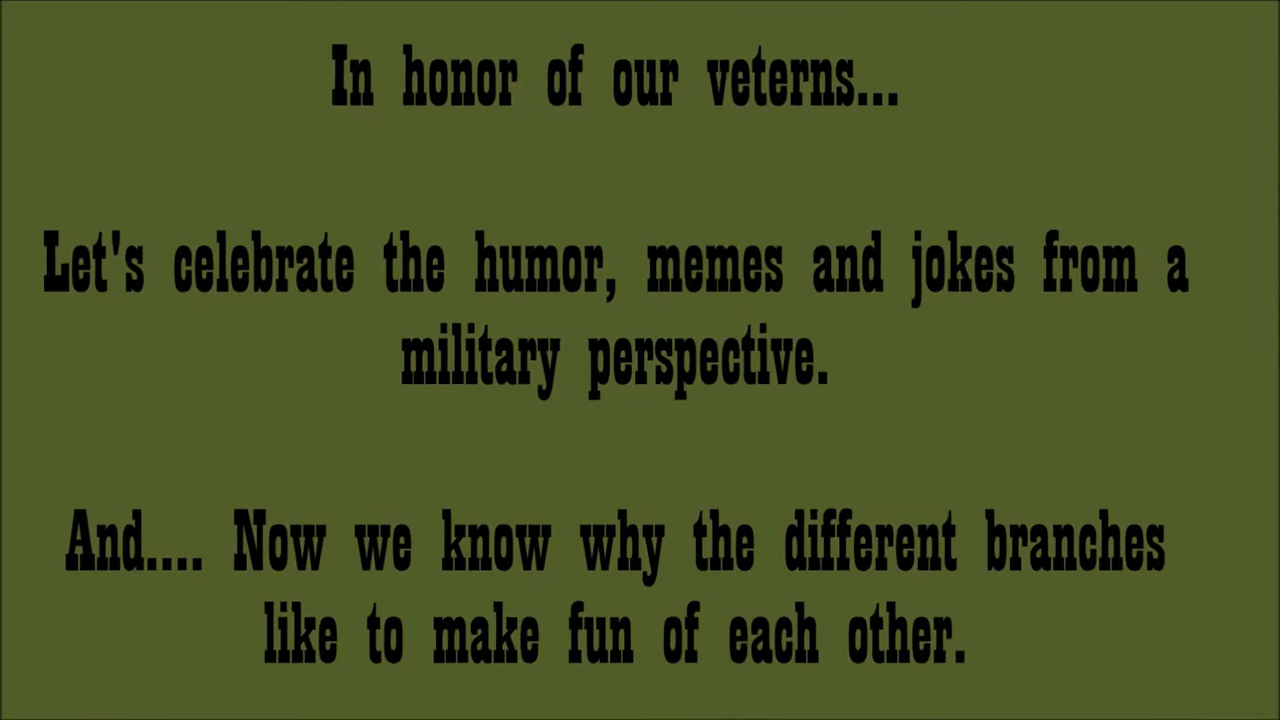 In honor of our veterns...
Let's celebrate the humor, memes and jokes from a
military perspective.
And.... Now we know why the different branches
like to make fun of each other.